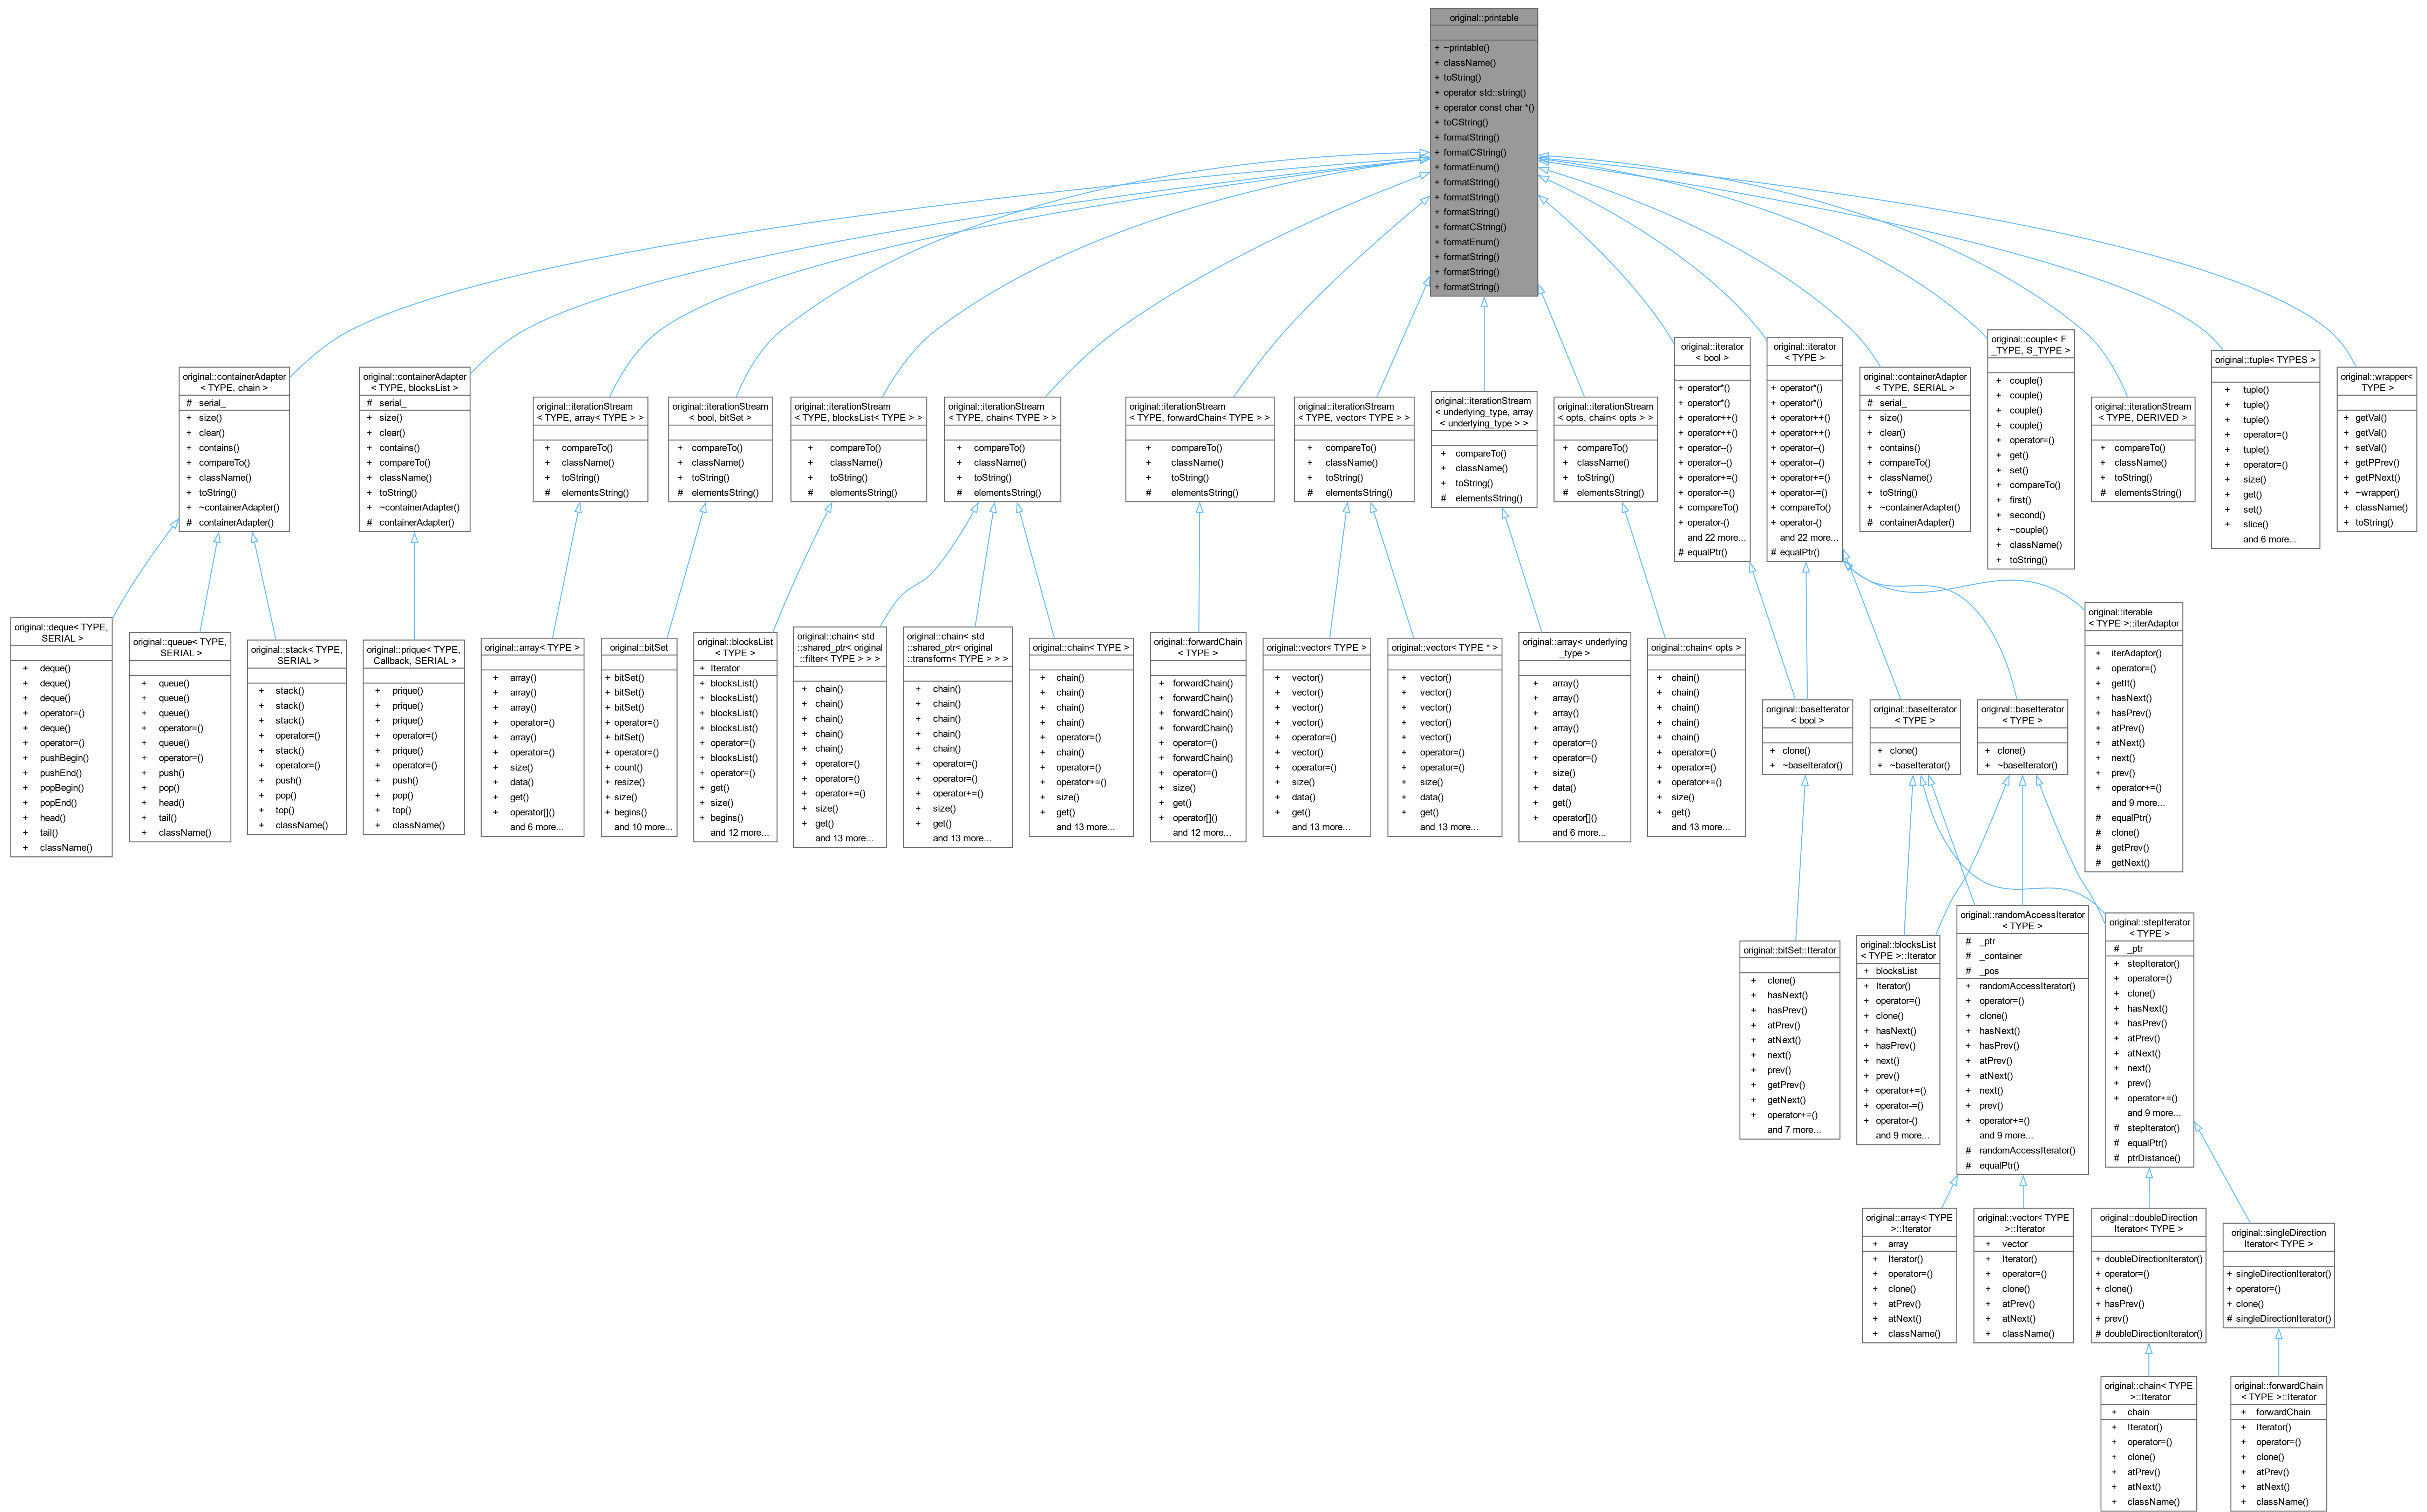 original::printable
+ ~printable()
+ className()
+ toString()
+ operator std::string()
+ operator const char *()
+ toCString()
+ formatString()
+ formatCString()
+ formatEnum()
+ formatString()
+ formatString()
+ formatString()
+ formatCString()
+ formatEnum()
+ formatString()
+ formatString()
+ formatString()
original::containerAdapter
< TYPE, chain >
# serial_
+ size()
+ clear()
+ contains()
+ compareTo()
+ className()
+ toString()
+ ~containerAdapter()
# containerAdapter()
original::containerAdapter
< TYPE, blocksList >
# serial_
+ size()
+ clear()
+ contains()
+ compareTo()
+ className()
+ toString()
+ ~containerAdapter()
# containerAdapter()
original::iterationStream
< TYPE, array< TYPE > >
+ compareTo()
+ className()
+ toString()
# elementsString()
original::iterationStream
< bool, bitSet >
+ compareTo()
+ className()
+ toString()
# elementsString()
original::iterationStream
< TYPE, blocksList< TYPE > >
+ compareTo()
+ className()
+ toString()
# elementsString()
original::iterationStream
< TYPE, chain< TYPE > >
+ compareTo()
+ className()
+ toString()
# elementsString()
original::iterationStream
< TYPE, forwardChain< TYPE > >
+ compareTo()
+ className()
+ toString()
# elementsString()
original::iterationStream
< TYPE, vector< TYPE > >
+ compareTo()
+ className()
+ toString()
# elementsString()
original::iterationStream
< underlying_type, array
< underlying_type > >
+ compareTo()
+ className()
+ toString()
# elementsString()
original::iterationStream
< opts, chain< opts > >
+ compareTo()
+ className()
+ toString()
# elementsString()
original::iterator
< bool >
+ operator*()
+ operator*()
+ operator++()
+ operator++()
+ operator--()
+ operator--()
+ operator+=()
+ operator-=()
+ compareTo()
+ operator-()
and 22 more...
# equalPtr()
original::iterator
< TYPE >
+ operator*()
+ operator*()
+ operator++()
+ operator++()
+ operator--()
+ operator--()
+ operator+=()
+ operator-=()
+ compareTo()
+ operator-()
and 22 more...
# equalPtr()
original::containerAdapter
< TYPE, SERIAL >
# serial_
+ size()
+ clear()
+ contains()
+ compareTo()
+ className()
+ toString()
+ ~containerAdapter()
# containerAdapter()
original::couple< F
_TYPE, S_TYPE >
+ couple()
+ couple()
+ couple()
+ couple()
+ operator=()
+ get()
+ set()
+ compareTo()
+ first()
+ second()
+ ~couple()
+ className()
+ toString()
original::iterationStream
< TYPE, DERIVED >
+ compareTo()
+ className()
+ toString()
# elementsString()
original::tuple< TYPES >
+ tuple()
+ tuple()
+ tuple()
+ operator=()
+ tuple()
+ operator=()
+ size()
+ get()
+ set()
+ slice()
and 6 more...
original::wrapper<
TYPE >
+ getVal()
+ getVal()
+ setVal()
+ getPPrev()
+ getPNext()
+ ~wrapper()
+ className()
+ toString()
original::deque< TYPE,
SERIAL >
+ deque()
+ deque()
+ deque()
+ operator=()
+ deque()
+ operator=()
+ pushBegin()
+ pushEnd()
+ popBegin()
+ popEnd()
+ head()
+ tail()
+ className()
original::queue< TYPE,
SERIAL >
+ queue()
+ queue()
+ queue()
+ operator=()
+ queue()
+ operator=()
+ push()
+ pop()
+ head()
+ tail()
+ className()
original::stack< TYPE,
SERIAL >
+ stack()
+ stack()
+ stack()
+ operator=()
+ stack()
+ operator=()
+ push()
+ pop()
+ top()
+ className()
original::prique< TYPE,
Callback, SERIAL >
+ prique()
+ prique()
+ prique()
+ operator=()
+ prique()
+ operator=()
+ push()
+ pop()
+ top()
+ className()
original::array< TYPE >
+ array()
+ array()
+ array()
+ operator=()
+ array()
+ operator=()
+ size()
+ data()
+ get()
+ operator[]()
and 6 more...
original::bitSet
+ bitSet()
+ bitSet()
+ bitSet()
+ operator=()
+ bitSet()
+ operator=()
+ count()
+ resize()
+ size()
+ begins()
and 10 more...
original::blocksList
< TYPE >
+ Iterator
+ blocksList()
+ blocksList()
+ blocksList()
+ blocksList()
+ operator=()
+ blocksList()
+ operator=()
+ get()
+ size()
+ begins()
and 12 more...
original::chain< std
::shared_ptr< original
::filter< TYPE > > >
+ chain()
+ chain()
+ chain()
+ chain()
+ chain()
+ operator=()
+ operator=()
+ operator+=()
+ size()
+ get()
and 13 more...
original::chain< std
::shared_ptr< original
::transform< TYPE > > >
+ chain()
+ chain()
+ chain()
+ chain()
+ chain()
+ operator=()
+ operator=()
+ operator+=()
+ size()
+ get()
and 13 more...
original::chain< TYPE >
+ chain()
+ chain()
+ chain()
+ chain()
+ operator=()
+ chain()
+ operator=()
+ operator+=()
+ size()
+ get()
and 13 more...
original::forwardChain
< TYPE >
+ forwardChain()
+ forwardChain()
+ forwardChain()
+ forwardChain()
+ operator=()
+ forwardChain()
+ operator=()
+ size()
+ get()
+ operator[]()
and 12 more...
original::vector< TYPE >
+ vector()
+ vector()
+ vector()
+ vector()
+ operator=()
+ vector()
+ operator=()
+ size()
+ data()
+ get()
and 13 more...
original::vector< TYPE * >
+ vector()
+ vector()
+ vector()
+ vector()
+ vector()
+ operator=()
+ operator=()
+ size()
+ data()
+ get()
and 13 more...
original::array< underlying
_type >
+ array()
+ array()
+ array()
+ array()
+ operator=()
+ operator=()
+ size()
+ data()
+ get()
+ operator[]()
and 6 more...
original::chain< opts >
+ chain()
+ chain()
+ chain()
+ chain()
+ chain()
+ operator=()
+ operator=()
+ operator+=()
+ size()
+ get()
and 13 more...
original::baseIterator
< bool >
+ clone()
+ ~baseIterator()
original::baseIterator
< TYPE >
+ clone()
+ ~baseIterator()
original::baseIterator
< TYPE >
+ clone()
+ ~baseIterator()
original::iterable
< TYPE >::iterAdaptor
+ iterAdaptor()
+ operator=()
+ getIt()
+ hasNext()
+ hasPrev()
+ atPrev()
+ atNext()
+ next()
+ prev()
+ operator+=()
and 9 more...
# equalPtr()
# clone()
# getPrev()
# getNext()
original::bitSet::Iterator
+ clone()
+ hasNext()
+ hasPrev()
+ atPrev()
+ atNext()
+ next()
+ prev()
+ getPrev()
+ getNext()
+ operator+=()
and 7 more...
original::blocksList
< TYPE >::Iterator
+ blocksList
+ Iterator()
+ operator=()
+ clone()
+ hasNext()
+ hasPrev()
+ next()
+ prev()
+ operator+=()
+ operator-=()
+ operator-()
and 9 more...
original::randomAccessIterator
< TYPE >
# _ptr
# _container
# _pos
+ randomAccessIterator()
+ operator=()
+ clone()
+ hasNext()
+ hasPrev()
+ atPrev()
+ atNext()
+ next()
+ prev()
+ operator+=()
and 9 more...
# randomAccessIterator()
# equalPtr()
original::stepIterator
< TYPE >
# _ptr
+ stepIterator()
+ operator=()
+ clone()
+ hasNext()
+ hasPrev()
+ atPrev()
+ atNext()
+ next()
+ prev()
+ operator+=()
and 9 more...
# stepIterator()
# equalPtr()
# ptrDistance()
original::array< TYPE
>::Iterator
+ array
+ Iterator()
+ operator=()
+ clone()
+ atPrev()
+ atNext()
+ className()
original::vector< TYPE
>::Iterator
+ vector
+ Iterator()
+ operator=()
+ clone()
+ atPrev()
+ atNext()
+ className()
original::doubleDirection
Iterator< TYPE >
+ doubleDirectionIterator()
+ operator=()
+ clone()
+ hasPrev()
+ prev()
# doubleDirectionIterator()
original::singleDirection
Iterator< TYPE >
+ singleDirectionIterator()
+ operator=()
+ clone()
# singleDirectionIterator()
original::chain< TYPE
>::Iterator
+ chain
+ Iterator()
+ operator=()
+ clone()
+ atPrev()
+ atNext()
+ className()
original::forwardChain
< TYPE >::Iterator
+ forwardChain
+ Iterator()
+ operator=()
+ clone()
+ atPrev()
+ atNext()
+ className()